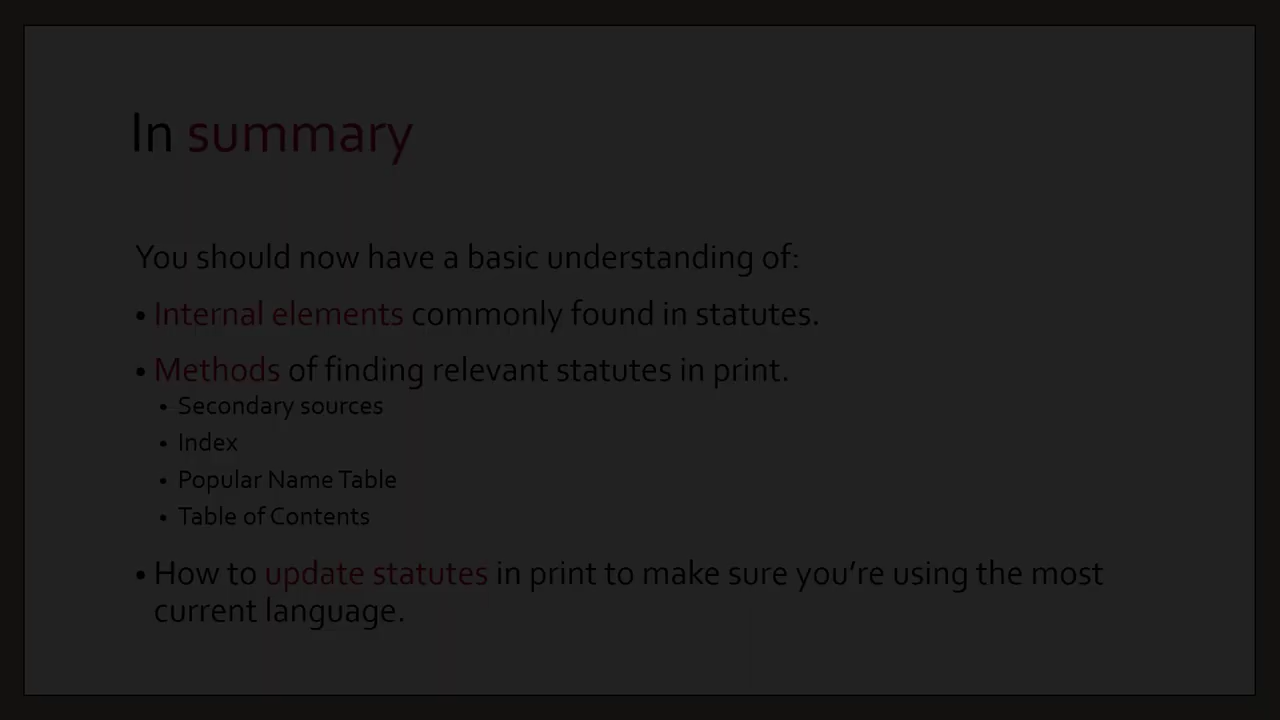 In summary
You should now have a basic understanding of:
• Internal elements commonly found in statutes.
• Methods of finding relevant statutes in print.
• Secondary sources
• Index
• Popular Name Table
• Table of Contents
• How to update statutes in print to make sure you’re using the most
current language.